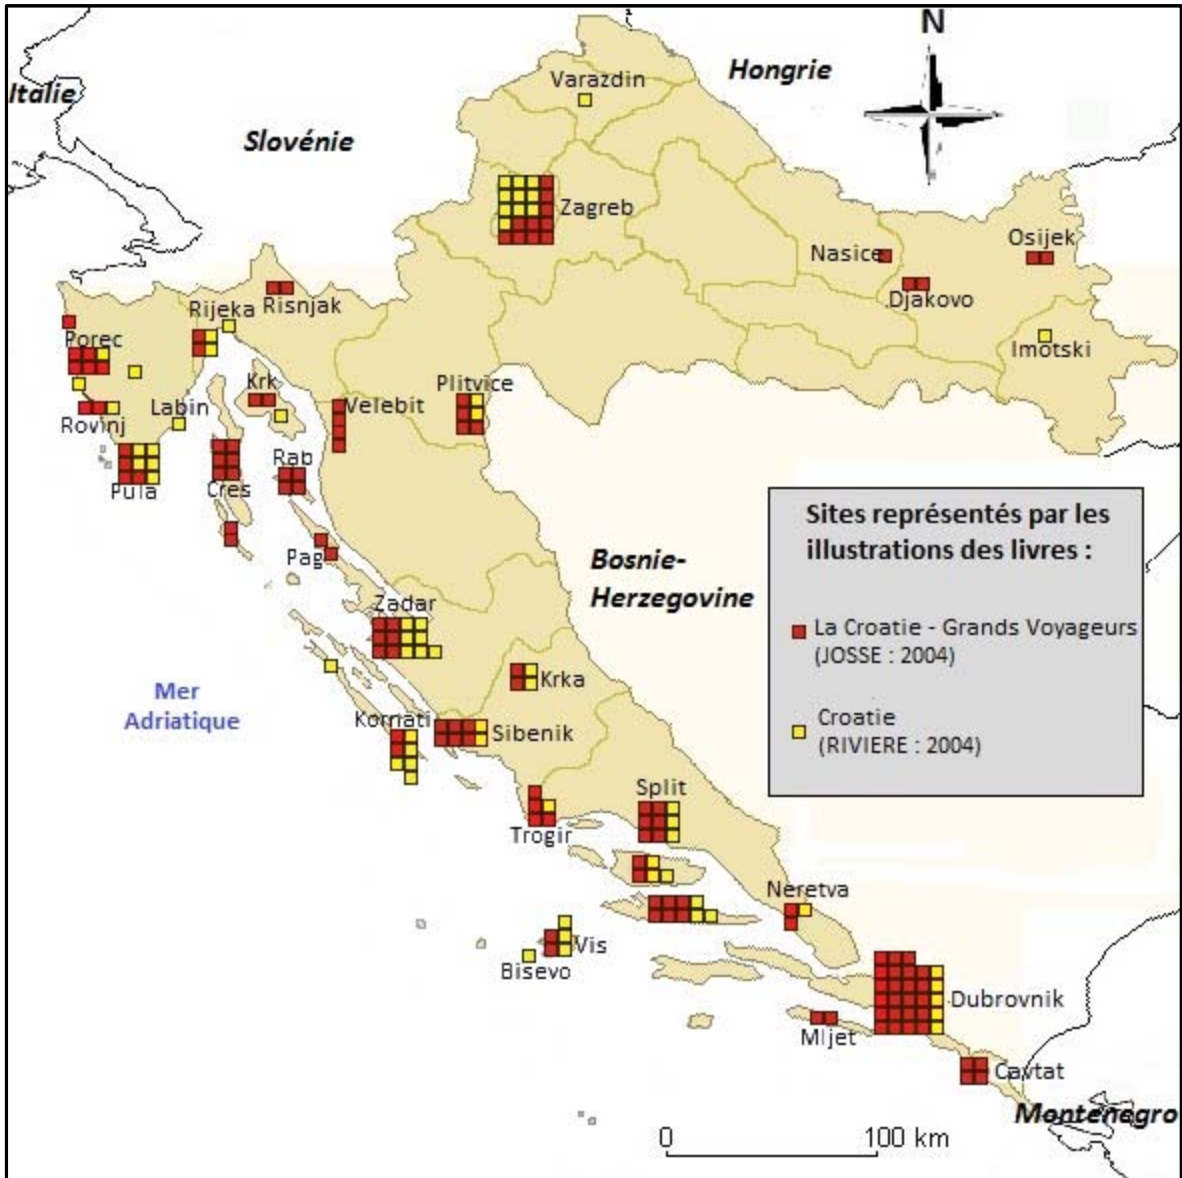 N
Hongrie
Italie
Slovénie
Varazdin
Zagreb
Nasice
Osijek
Djakovo
Imotski
Rijeka
Risnjak
Porec
Krk
Plitvice
Labin
Velebit
Rovinj
Rab
Pula
Cres
Pag
Bosnie-
Herzegovine
Zadar
Krka
Mer
Adriatique
Kornati
Sibenik
Split
Trogir
Neretva
Vis
Bisevo
Dubrovnik
Mljet
Cavtat
Montenegro
Sites représentés par les
illustrations des livres :
La Croatie - Grands Voyageurs
(JOSSE : 2004)
Croatie
(RIVIERE : 2004)
0 100 km